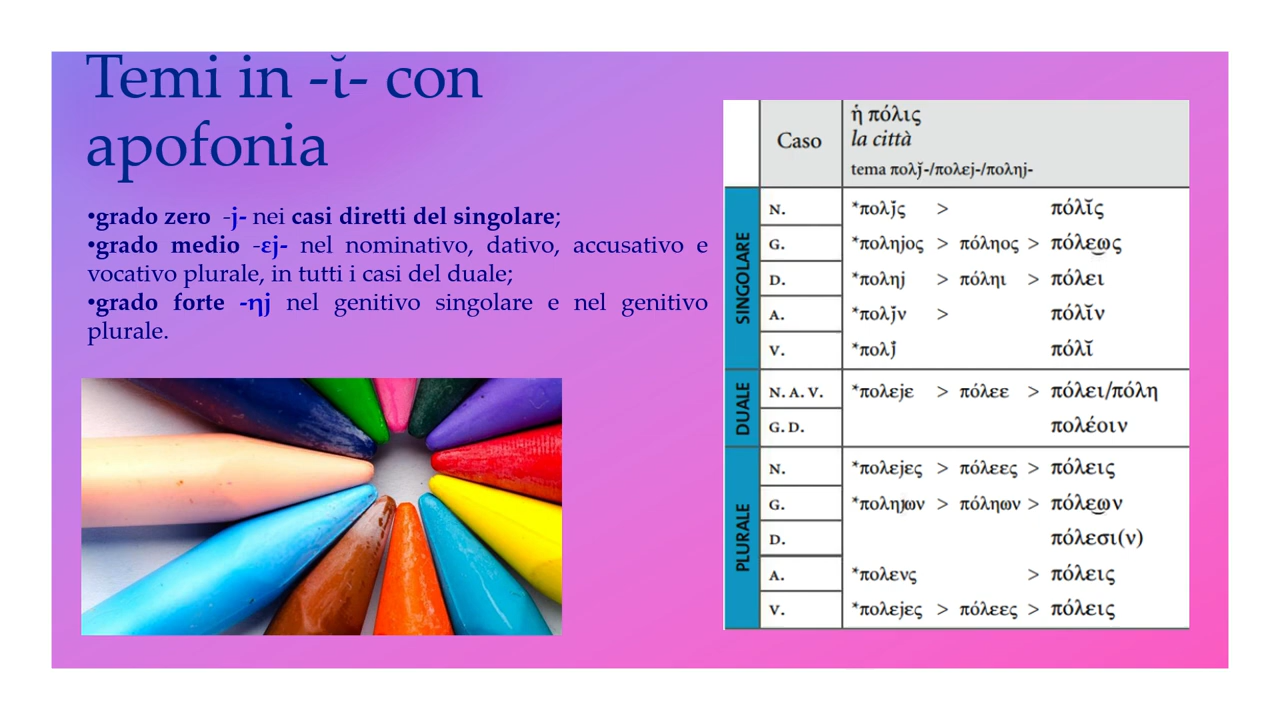 Temi in -ῐ- con
apofonia
•grado zero -j- nei casi diretti del singolare;
•grado medio -εj- nel nominativo, dativo, accusativo e
vocativo plurale, in tutti i casi del duale;
•grado forte -ηj nel genitivo singolare e nel genitivo
plurale.
Caso
ἡ πόλις
la città
tema πολj̆-/πολεj-/ποληj-
SINGOLARE
N. *πολj̆ς > πόλῐς
G. *ποληjος > πόληος > πόλεως
D. *ποληj > πόληι > πόλει
A. *πολj̆ν > πόλῐν
V. *πολj̆ πόλῐ
DUALE
N. A. V. *πολεjε > πόλεε > πόλει/πόλη
G. D. πολέοιν
PLURALE
N. *πολεjες > πόλεες > πόλεις
G. *ποληjων > πόληων > πόλεων
D. πόλεσι(ν)
A. *πολενς > πόλεις
V. *πολεjες > πόλεες > πόλεις